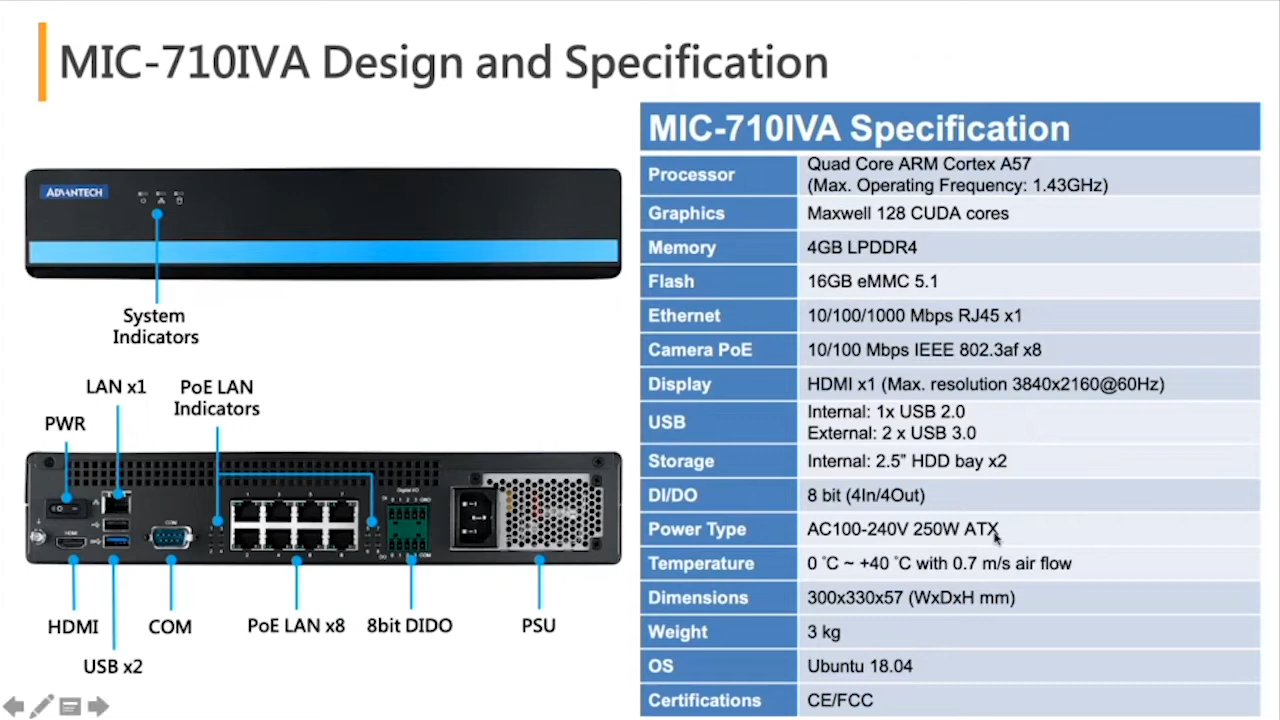 MIC-710IVA Design and Specification
ADVANTECH
System
Indicators
LAN x1
PoE LAN
Indicators
PWR
HDMI
COM
PoE LAN x8
8bit DIDO
PSU
USB x2
MIC-710IVA Specification
Processor
Quad Core ARM Cortex A57
(Max. Operating Frequency: 1.43GHz)
Graphics
Maxwell 128 CUDA cores
Memory
4GB LPDDR4
Flash
16GB eMMC 5.1
Ethernet
10/100/1000 Mbps RJ45 x1
Camera PoE
10/100 Mbps IEEE 802.3af x8
Display
HDMI x1 (Max. resolution 3840x2160@60Hz)
USB
Internal: 1x USB 2.0
External: 2 x USB 3.0
Storage
Internal: 2.5” HDD bay x2
DI/DO
8 bit (4In/4Out)
Power Type
AC100-240V 250W ATX
Temperature
0 ˚C ~ +40 ˚C with 0.7 m/s air flow
Dimensions
300x330x57 (WxDxH mm)
Weight
3 kg
OS
Ubuntu 18.04
Certifications
CE/FCC